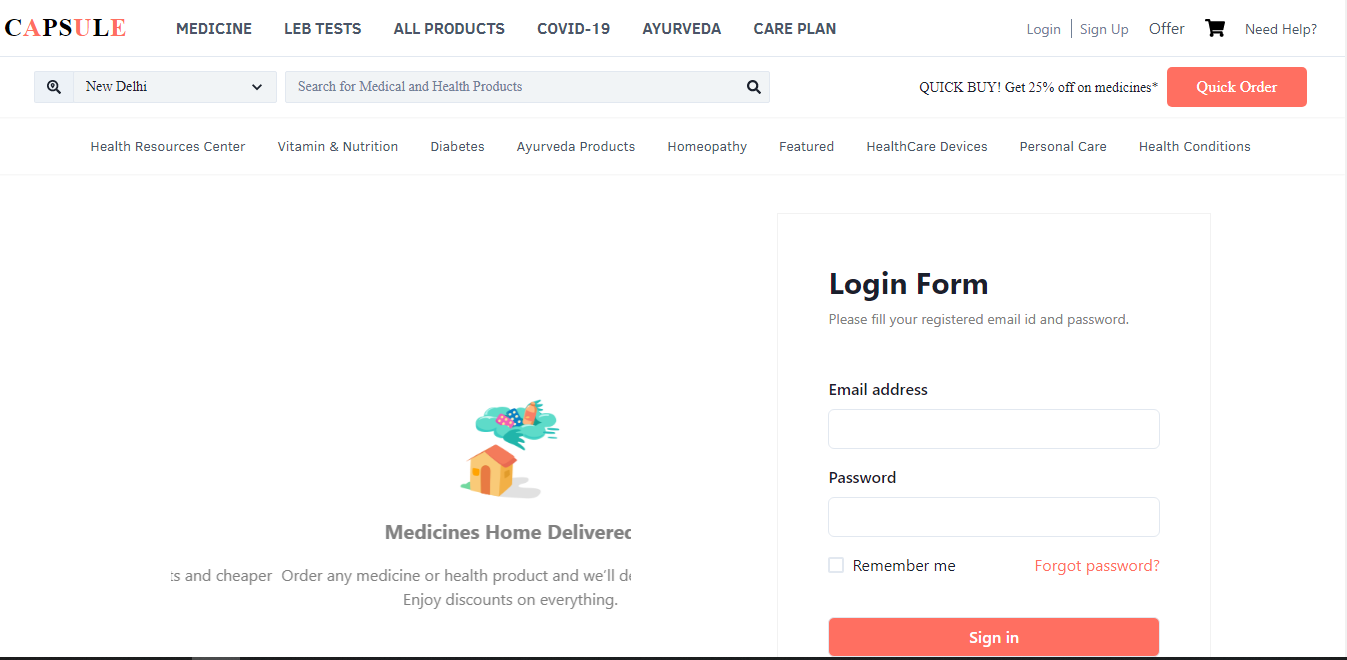 CAPSULE MEDICINE LEB TESTS ALL PRODUCTS COVID-19 AYURVEDA CARE PLAN Login Sign Up Offer Need Help?
New Delhi Search for Medical and Health Products QUICK BUY! Get 25% off on medicines* Quick Order
Health Resources Center Vitamin & Nutrition Diabetes Ayurveda Products Homeopathy Featured HealthCare Devices Personal Care Health Conditions
Medicines Home Delivered
and cheaper Order any medicine or health product and we'll
Enjoy discounts on everything.
Login Form
Please fill your registered email id and password.
Email address
Password
Remember me Forgot password?
Sign in